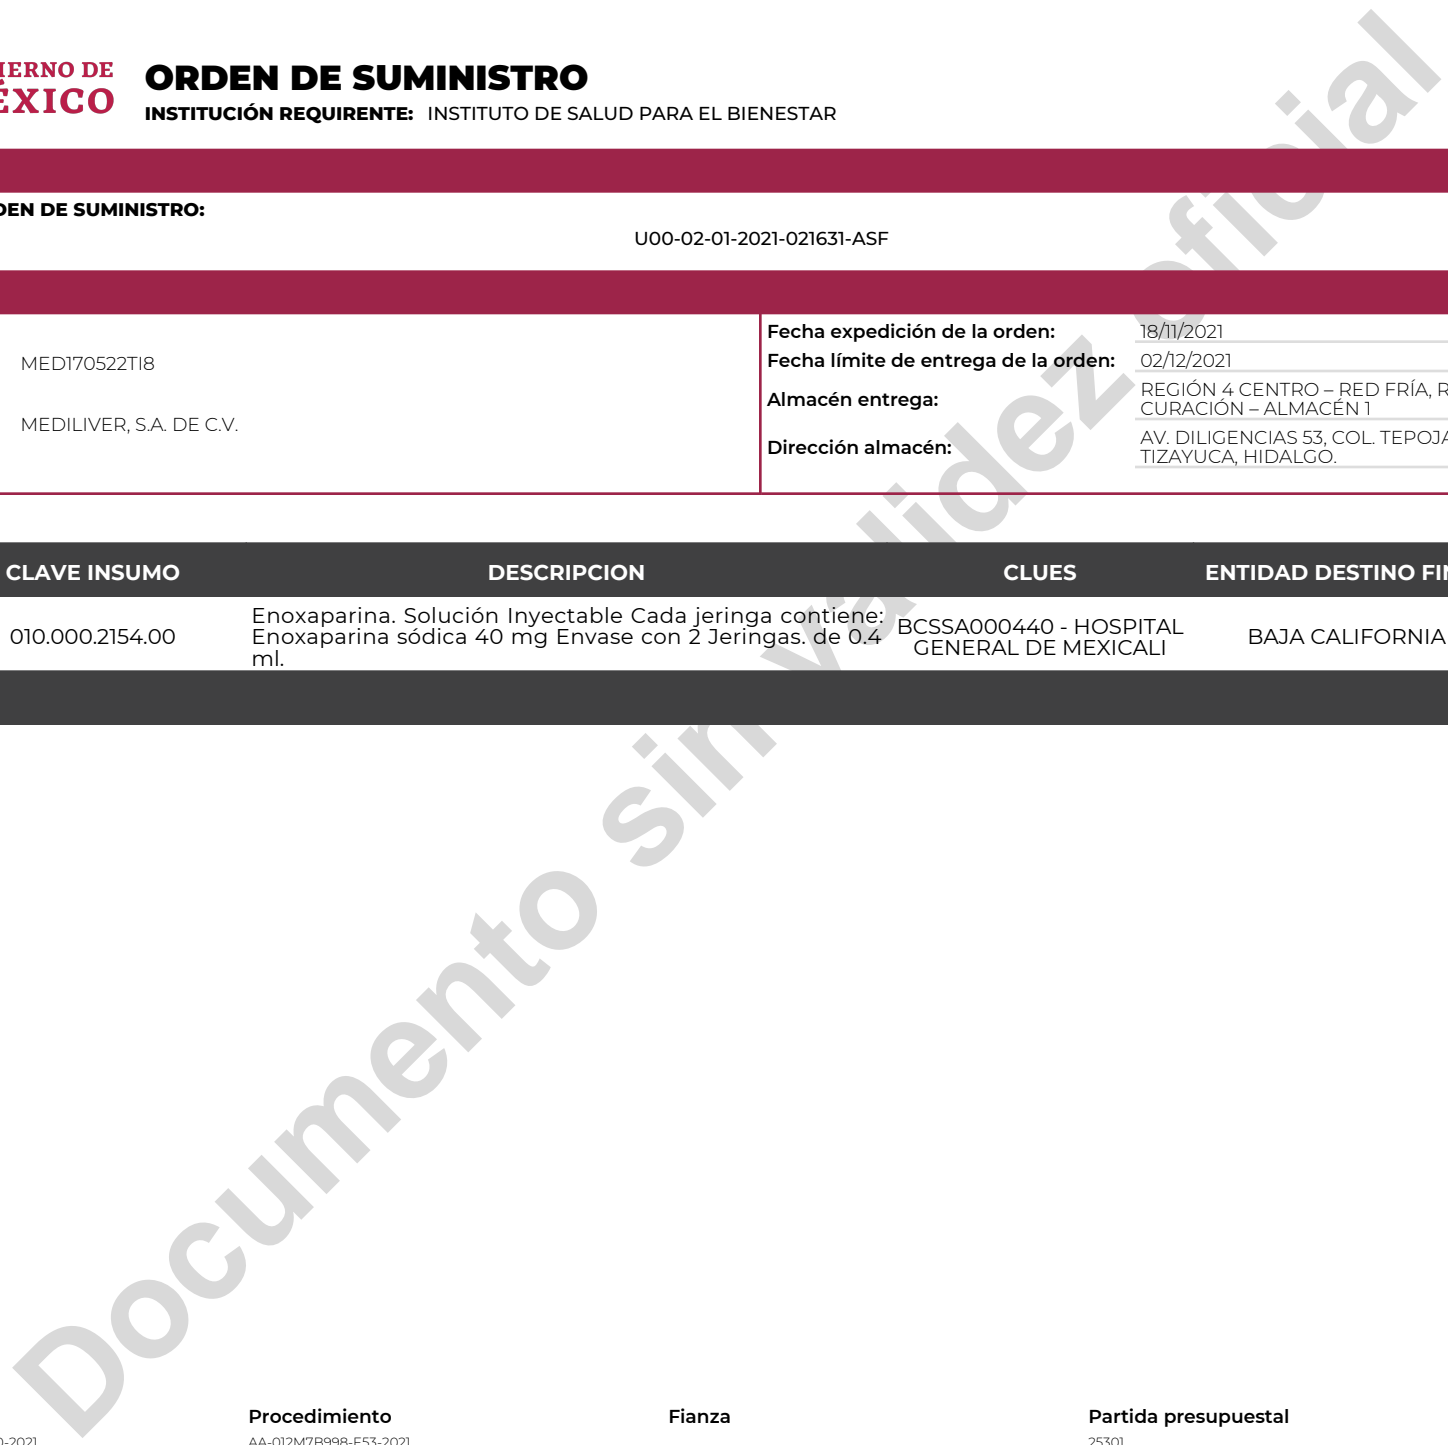 IERNO DE
ÉXICO
ORDEN DE SUMINISTRO
INSTITUCIÓN REQUIRENTE: INSTITUTO DE SALUD PARA EL BIENESTAR
DEN DE SUMINISTRO:
U00-02-01-2021-021631-ASF
MED170522TI8
MEDILIVER, S.A. DE C.V.
Fecha expedición de la orden: 18/11/2021
Fecha límite de entrega de la orden: 02/12/2021
Almacén entrega: REGIÓN 4 CENTRO – RED FRÍA, R
CURACIÓN – ALMACÉN 1
Dirección almacén: AV. DILIGENCIAS 53, COL. TEPOJA
TIZAYUCA, HIDALGO.
CLAVE INSUMO DESCRIPCION CLUES ENTIDAD DESTINO FIN
010.000.2154.00
Enoxaparina. Solución Inyectable Cada jeringa contiene:
Enoxaparina sódica 40 mg Envase con 2 Jeringas. de 0.4
ml.
BCSSA000440 - HOSPITAL
GENERAL DE MEXICALI
BAJA CALIFORNIA
Documento sin validez oficial
Procedimiento Fianza Partida presupuestal
0-2021 AA-012M7B998-E53-2021 25301